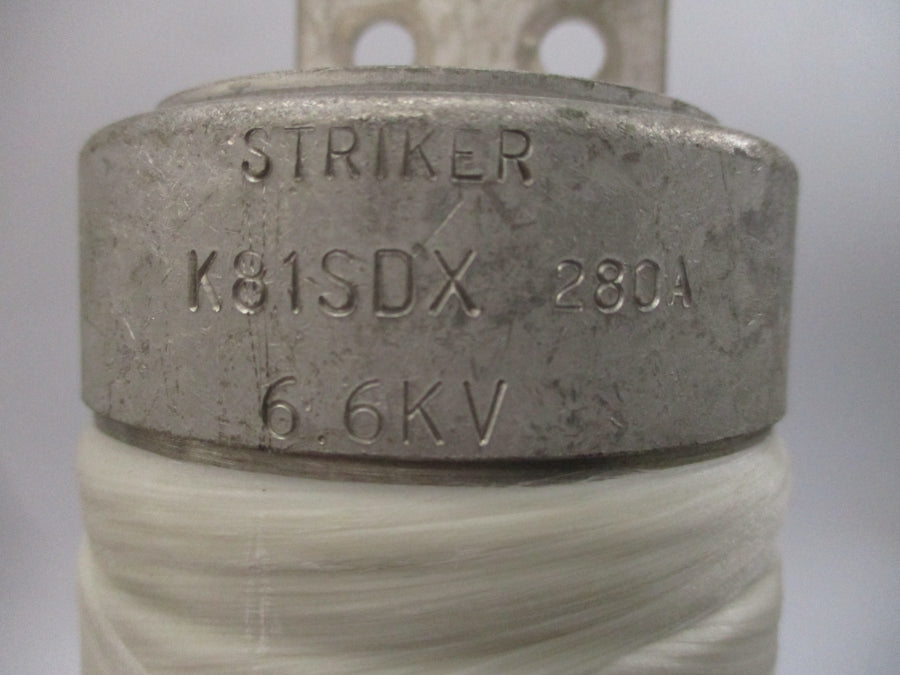 STRIKER
K81SDX 280A
6.6KV